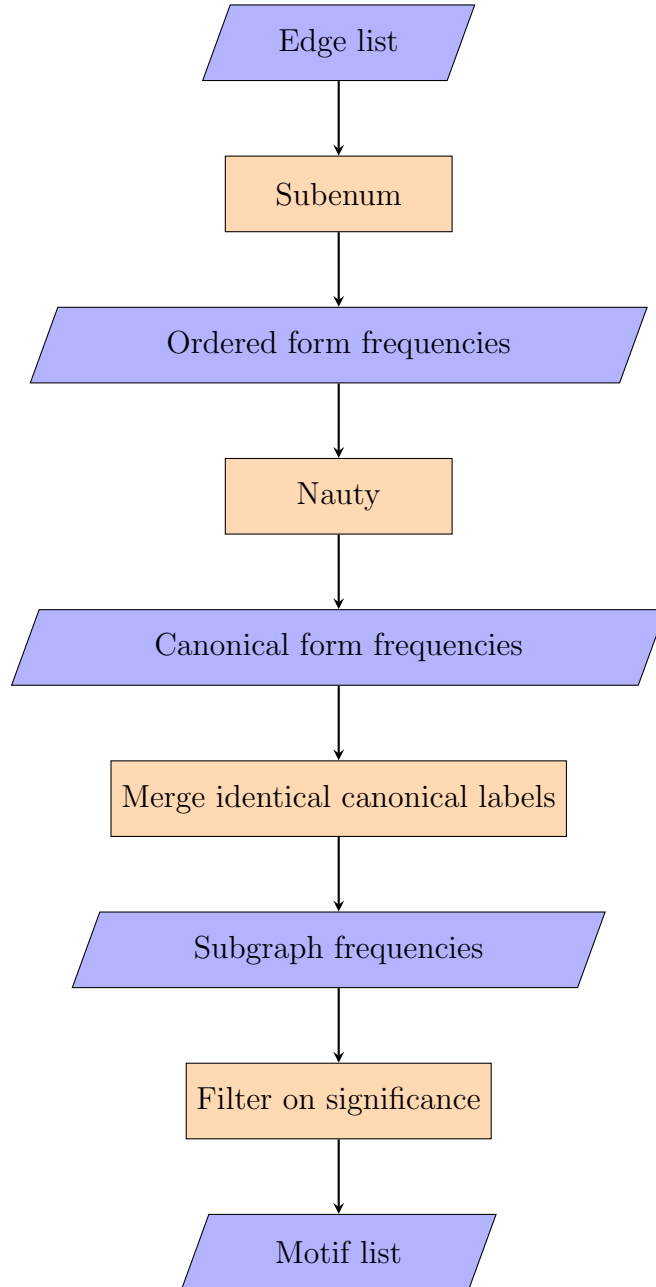 Edge list
Subenum
Ordered form frequencies
Nauty
Canonical form frequencies
Merge identical canonical labels
Subgraph frequencies
Filter on significance
Motif list